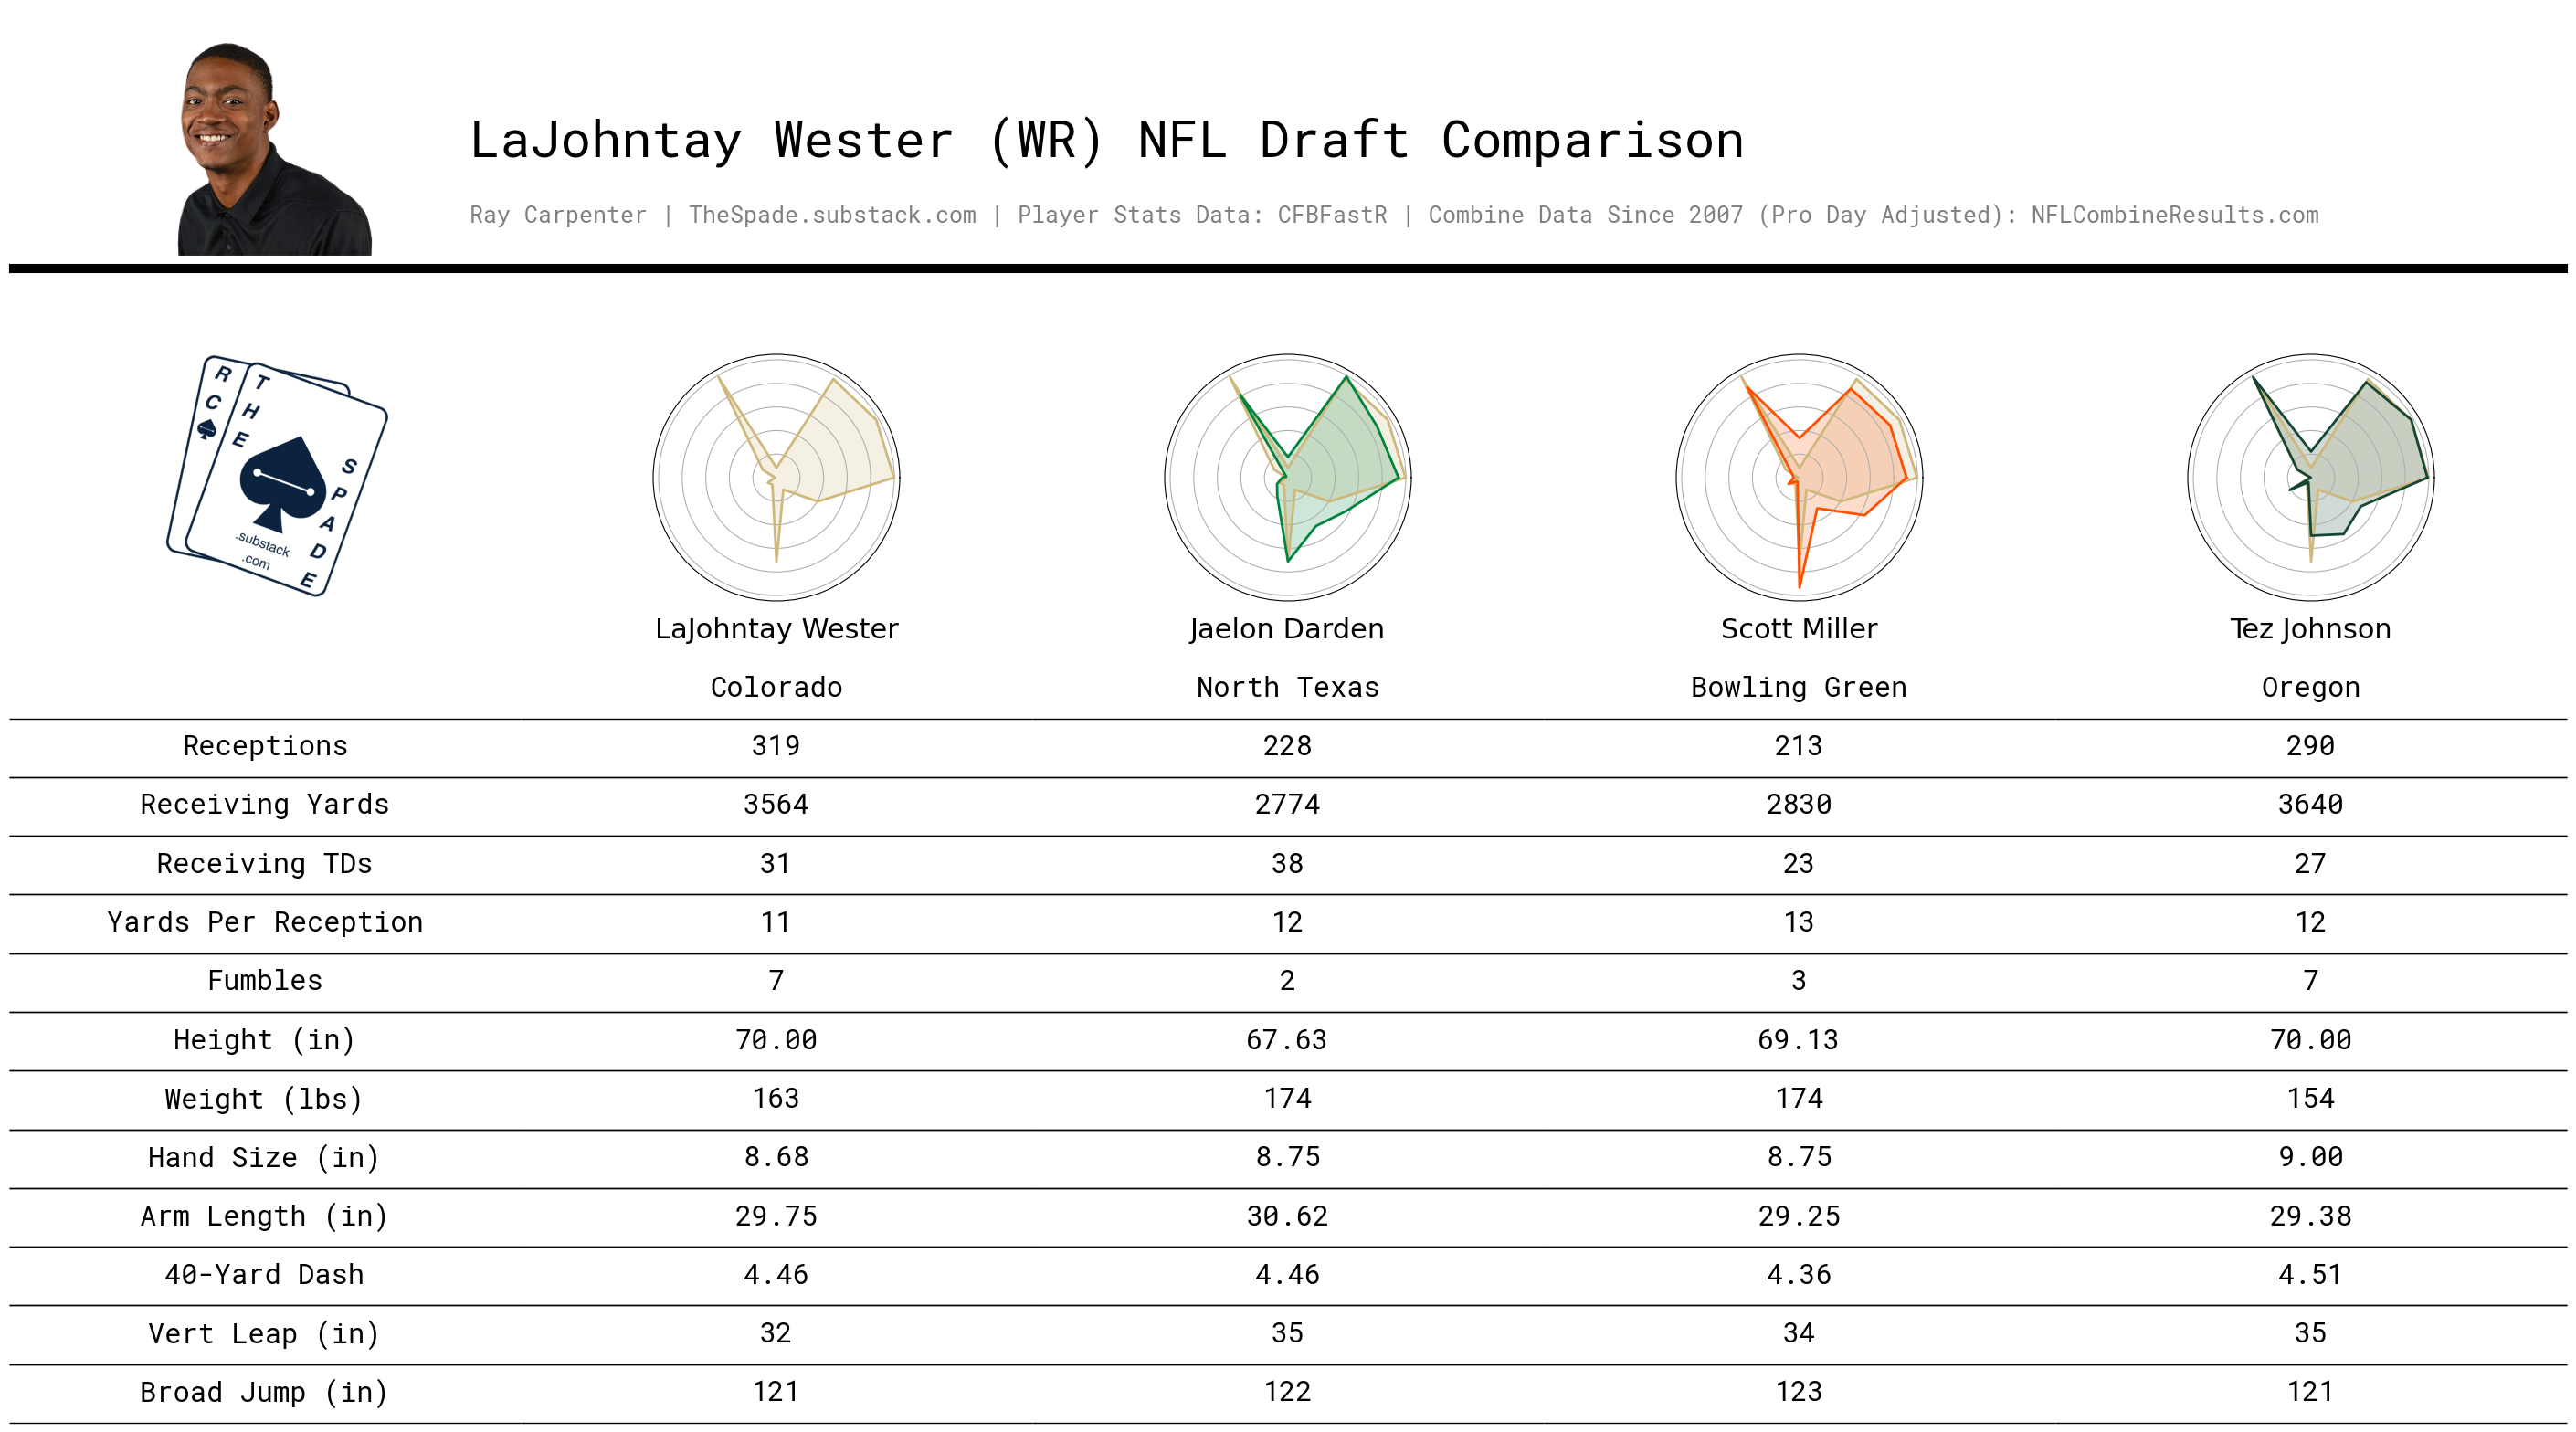 LaJohntay Wester (WR) NFL Draft Comparison
Ray Carpenter | TheSpade.substack.com | Player Stats Data: CFBFastR | Combine Data Since 2007 (Pro Day Adjusted): NFLCombineResults.com
RC
THE
SPADE
.substack
.com
LaJohntay Wester Jaelon Darden Scott Miller Tez Johnson
Colorado North Texas Bowling Green Oregon
Receptions 319 228 213 290
Receiving Yards 3564 2774 2830 3640
Receiving TDs 31 38 23 27
Yards Per Reception 11 12 13 12
Fumbles 7 2 3 7
Height (in) 70.00 67.63 69.13 70.00
Weight (lbs) 163 174 174 154
Hand Size (in) 8.68 8.75 8.75 9.00
Arm Length (in) 29.75 30.62 29.25 29.38
40-Yard Dash 4.46 4.46 4.36 4.51
Vert Leap (in) 32 35 34 35
Broad Jump (in) 121 122 123 121